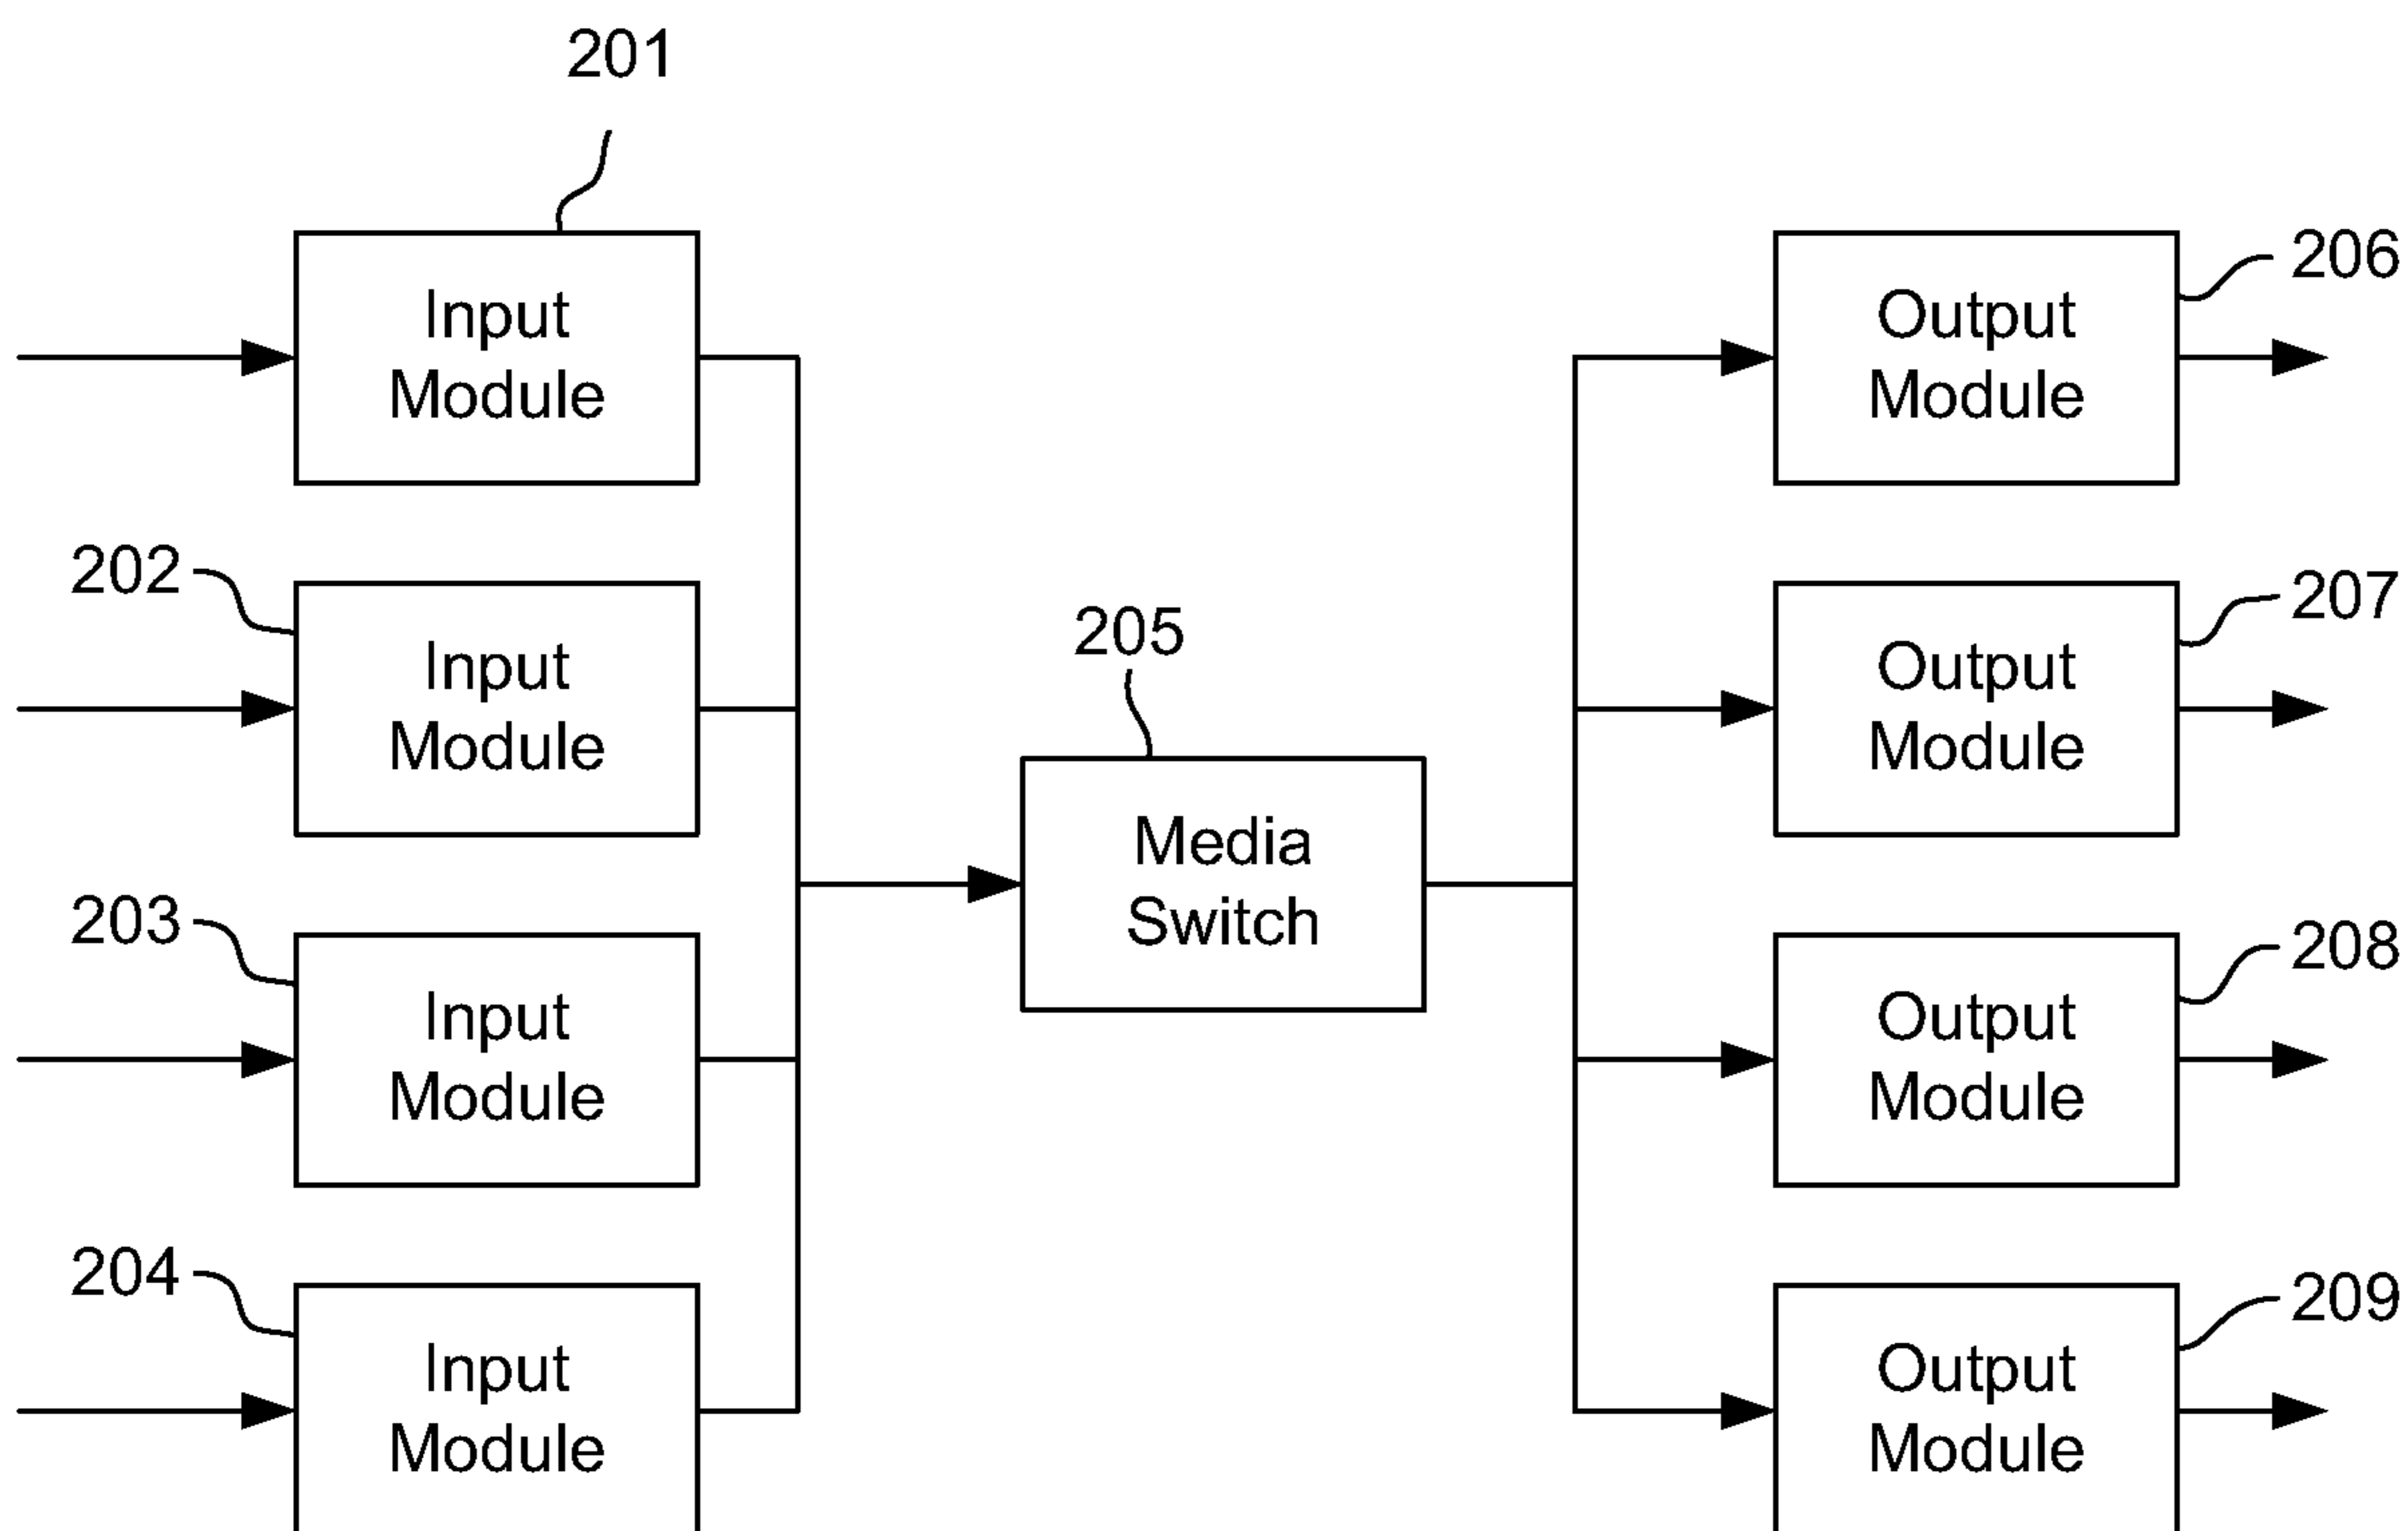 201
Input
Module
202
Input
Module
203
Input
Module
204
Input
Module
205
Media
Switch
206
Output
Module
207
Output
Module
208
Output
Module
209
Output
Module